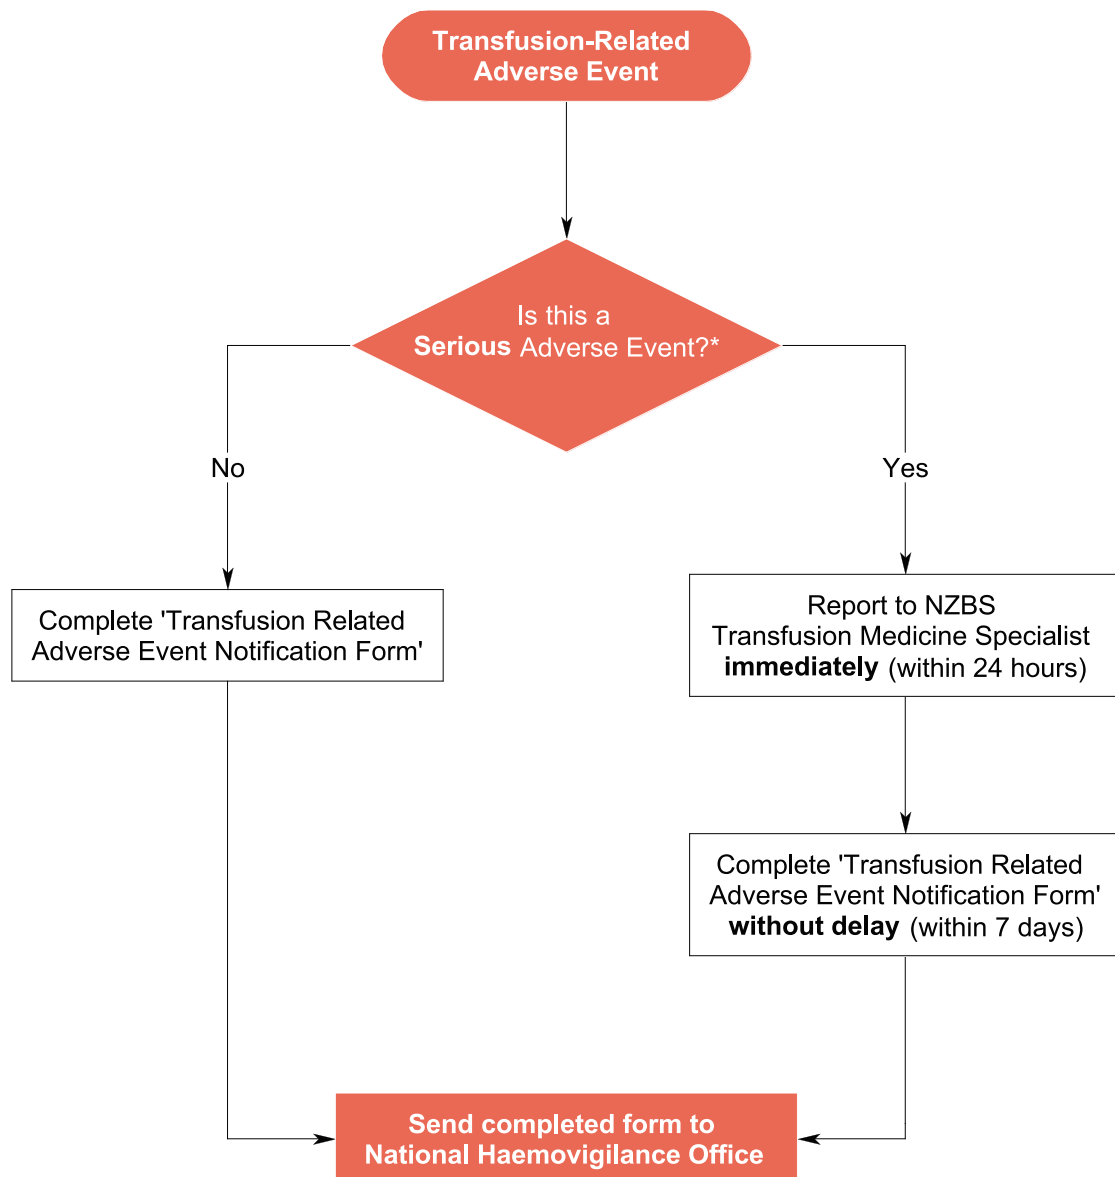 Transfusion-Related
Adverse Event
Is this a
Serious Adverse Event?*
No
Yes
Complete 'Transfusion Related
Adverse Event Notification Form'
Report to NZBS
Transfusion Medicine Specialist
immediately (within 24 hours)
Complete 'Transfusion Related
Adverse Event Notification Form'
without delay (within 7 days)
Send completed form to
National Haemovigilance Office